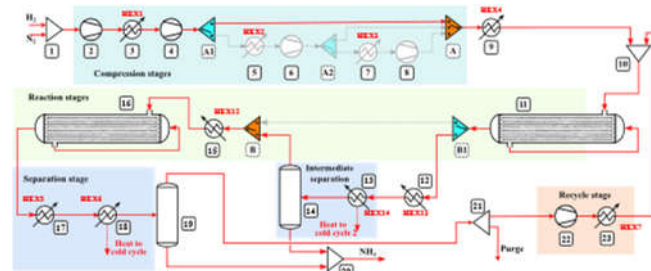 H₂
N₂
1
2
HEX1
3
4
A1
HEX2
5
6
A2
HEX3
7
8
A
HEX4
9
10
Compression stages
Reaction stages
16
HEX12
15
B
B1
11
Separation stage
Intermediate
separation
HEX5
17
HEX6
18
Heat to
cold cycle
19
14
13
HEX14
Heat to
cold cycle 2
12
HEX11
NH₃
20
21
Purge
Recycle stage
22
23
HEX7